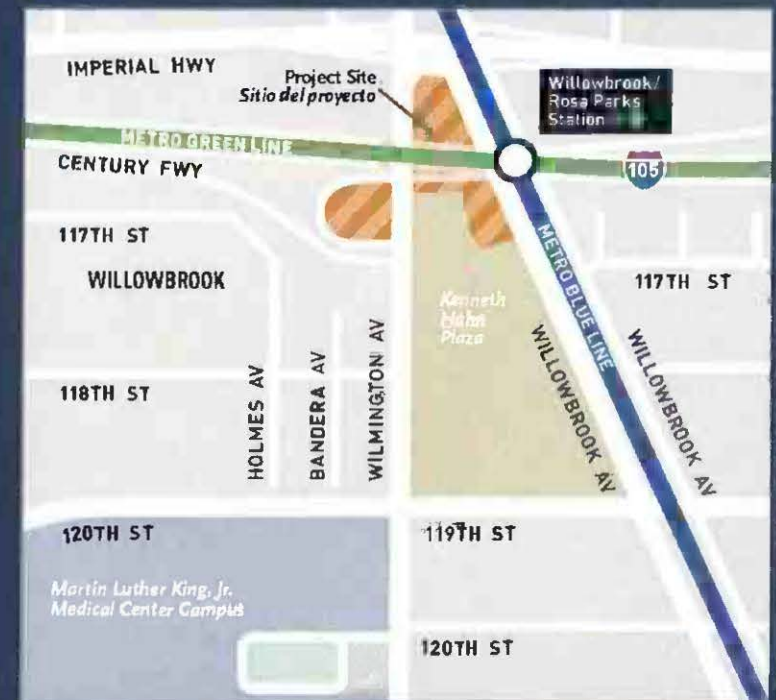 IMPERIAL HWY
Project Site
Sitio del proyecto
Willowbrook/
Rosa Parks
Station
METRO GREEN LINE
CENTURY FWY
105
117TH ST
WILLOWBROOK
117TH ST
Kenneth
Hahn
Plaza
METRO BLUE LINE
WILLOWBROOK AV
WILLOWBROOK AV
118TH ST
HOLMES AV
BANDERA AV
WILMINGTON AV
120TH ST
119TH ST
Martin Luther King, Jr.
Medical Center Campus
120TH ST